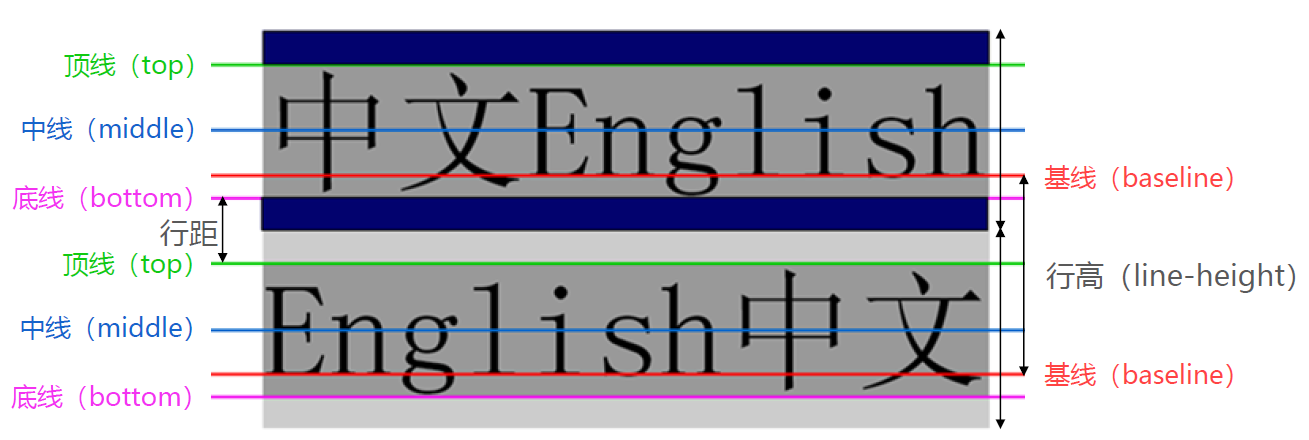 顶线（top）
中文English
中线（middle）
基线（baseline）
底线（bottom）
行距
顶线（top）
行高（line-height）
English中文
中线（middle）
基线（baseline）
底线（bottom）